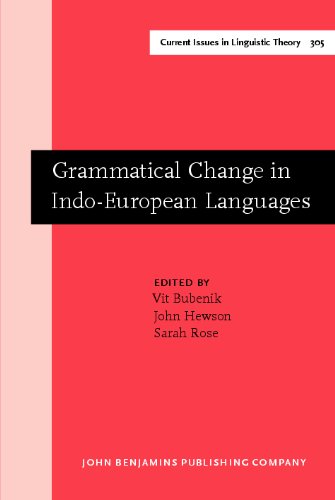 Current Issues in Linguistic Theory 305
Grammatical Change in
Indo-European Languages
EDITED BY
Vit Bubenik
John Hewson
Sarah Rose
JOHN BENJAMINS PUBLISHING COMPANY